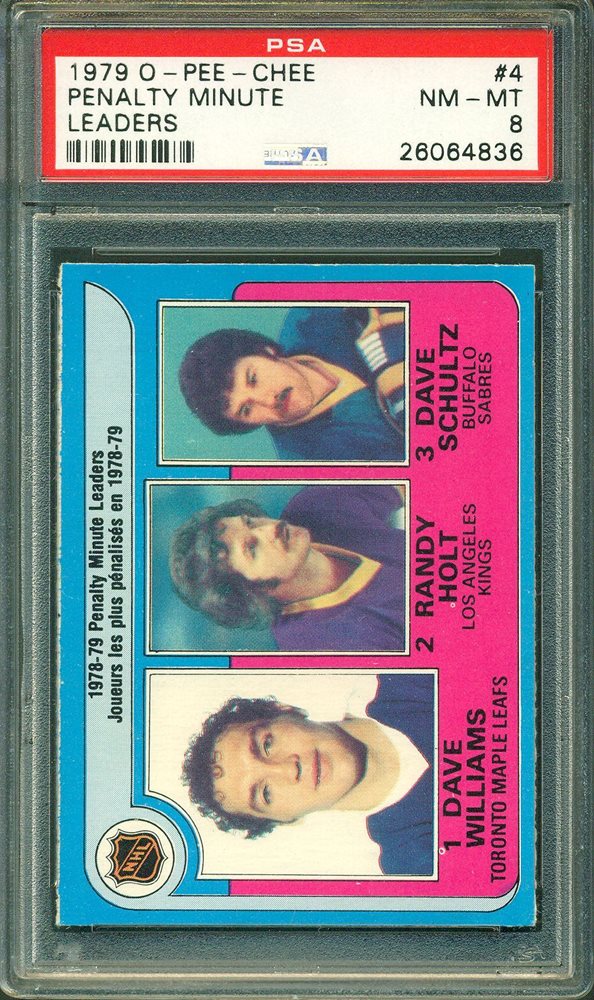 PSA
1979 O-PEE-CHEE #4
PENALTY MINUTE NM-MT
LEADERS 8
26064836
1978-79 Penalty Minute Leaders
Joueurs les plus pénalisés en 1978-79
NHL
1 DAVE
WILLIAMS
TORONTO MAPLE LEAFS
2 RANDY
HOLT
LOS ANGELES
KINGS
3 DAVE
SCHULTZ
BUFFALO
SABRES